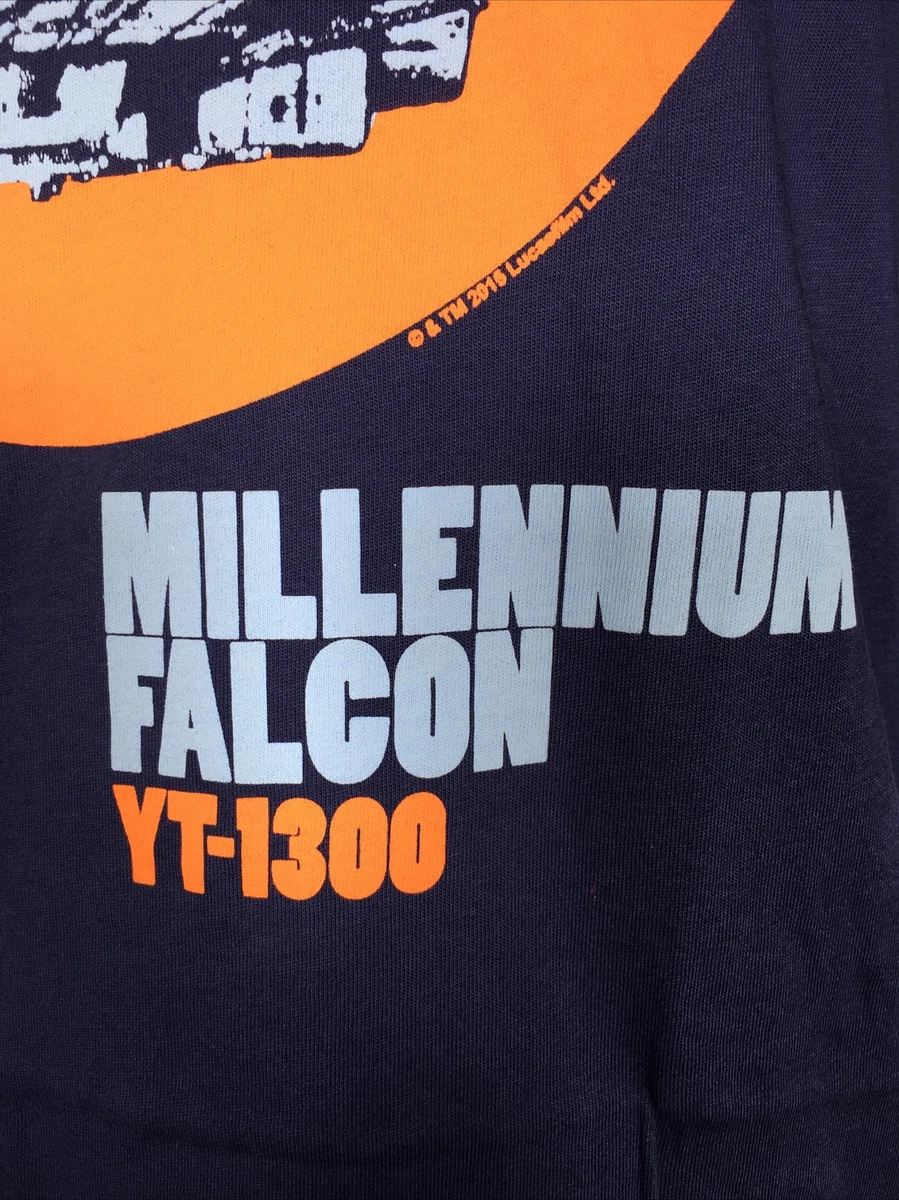 © & TM 2015 Lucasfilm Ltd.
MILLENNIUM
FALCON
YT-1300